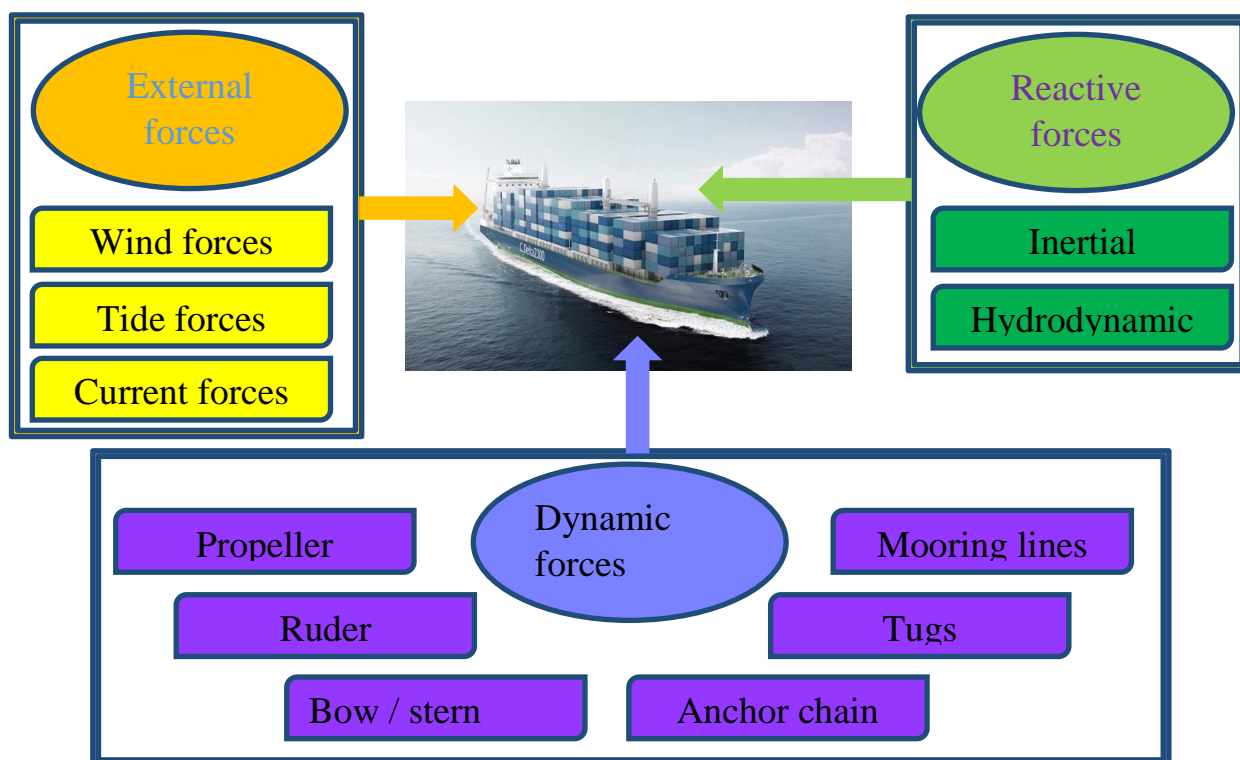 External
forces
Wind forces
Tide forces
Current forces
C.Delta2300
Reactive
forces
Inertial
Hydrodynamic
Dynamic
forces
Propeller
Mooring lines
Ruder
Tugs
Bow / stern
Anchor chain